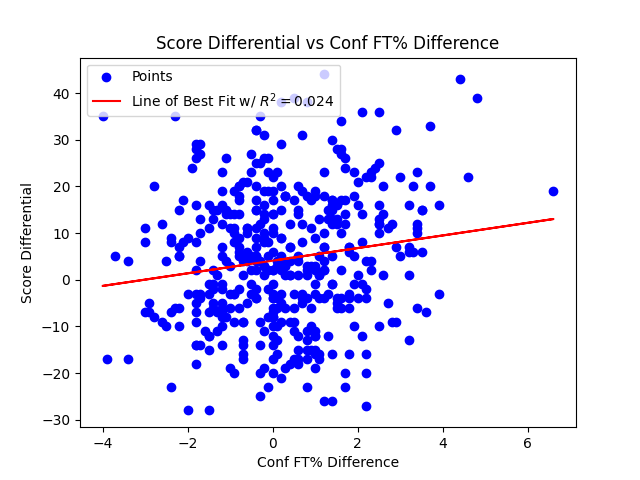 Score Differential vs Conf FT% Difference
Points
Line of Best Fit w/ R² = 0.024
40
30
20
10
0
−10
−20
−30
Score Differential
−4
−2
0
2
4
6
Conf FT% Difference